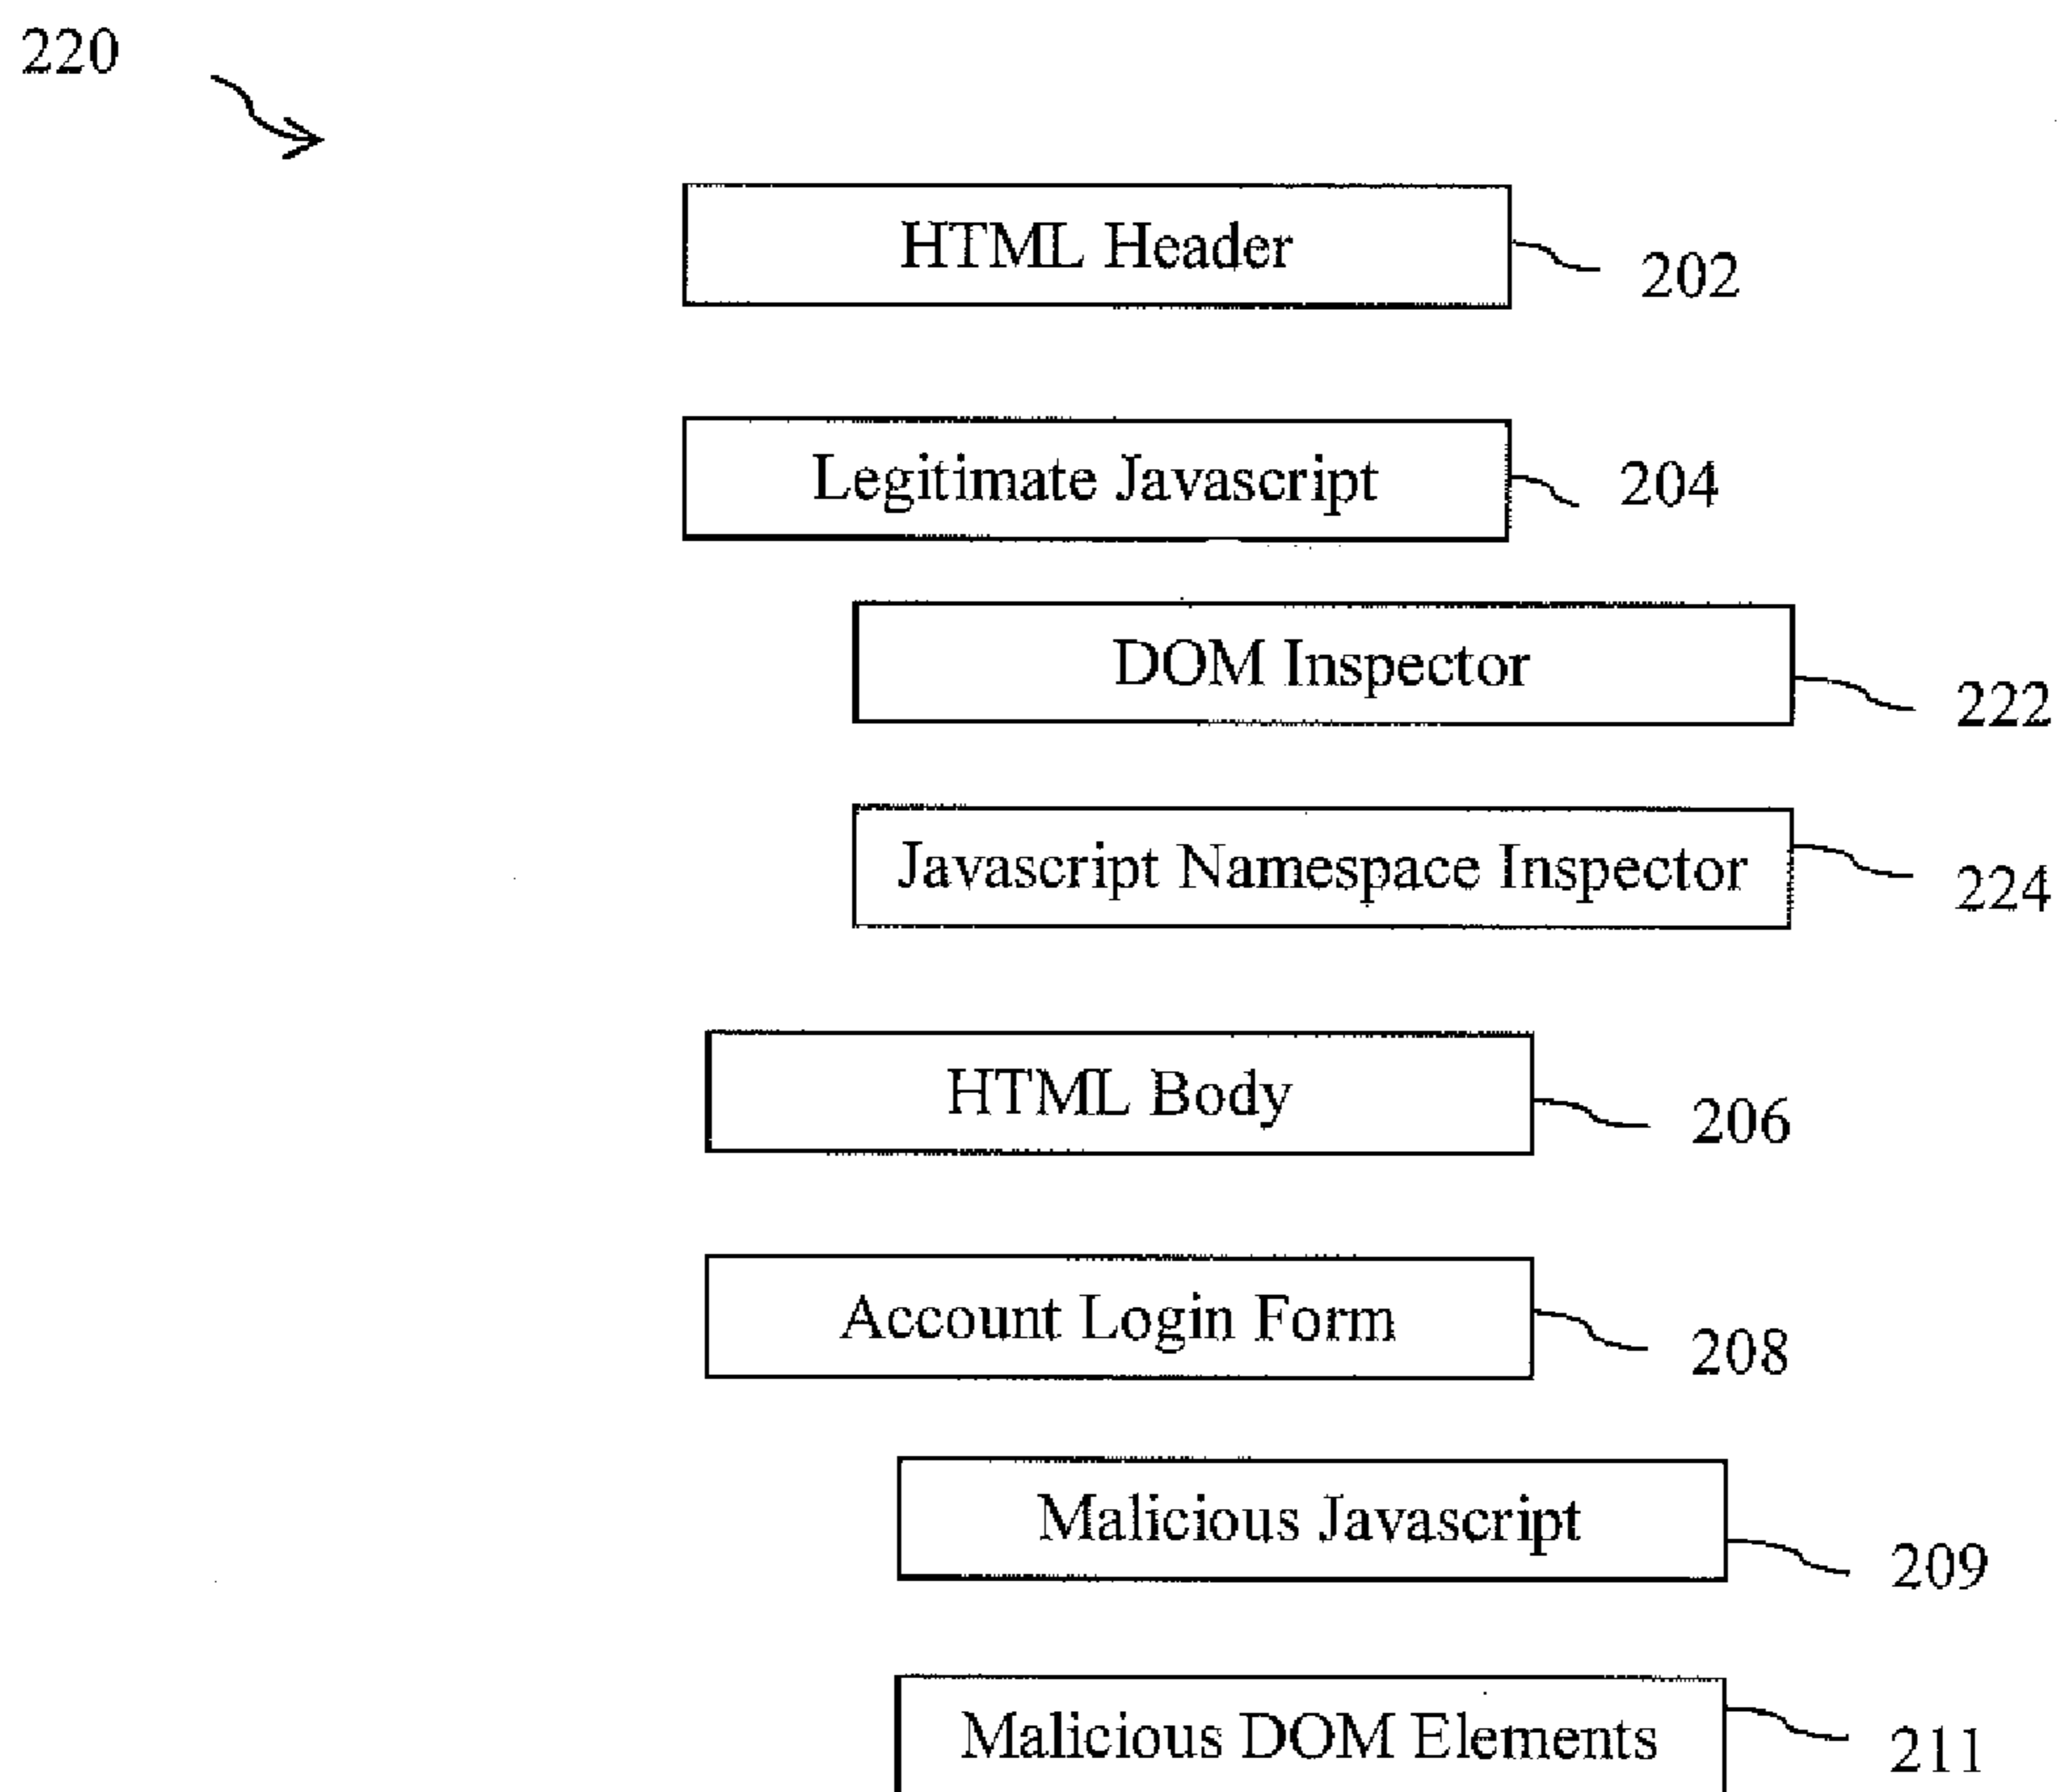 220
HTML Header
202
Legitimate Javascript
204
DOM Inspector
222
Javascript Namespace Inspector
224
HTML Body
206
Account Login Form
208
Malicious Javascript
209
Malicious DOM Elements
211